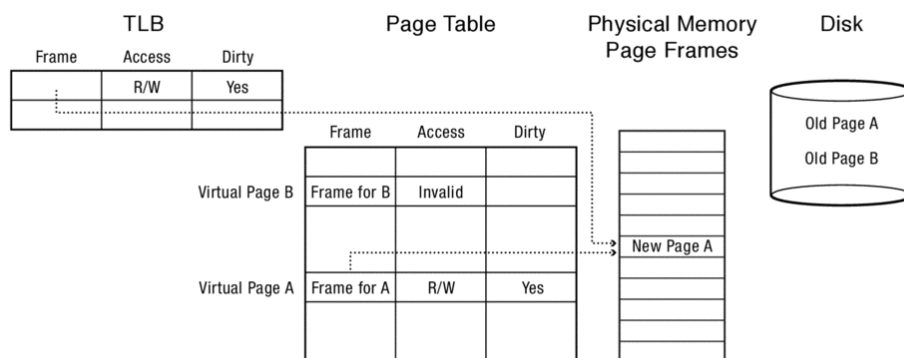 TLB
Page Table
Physical Memory
Page Frames
Disk
Frame Access Dirty
R/W Yes
Old Page A
Old Page B
Frame Access Dirty
Virtual Page B Frame for B Invalid
New Page A
Virtual Page A Frame for A R/W Yes